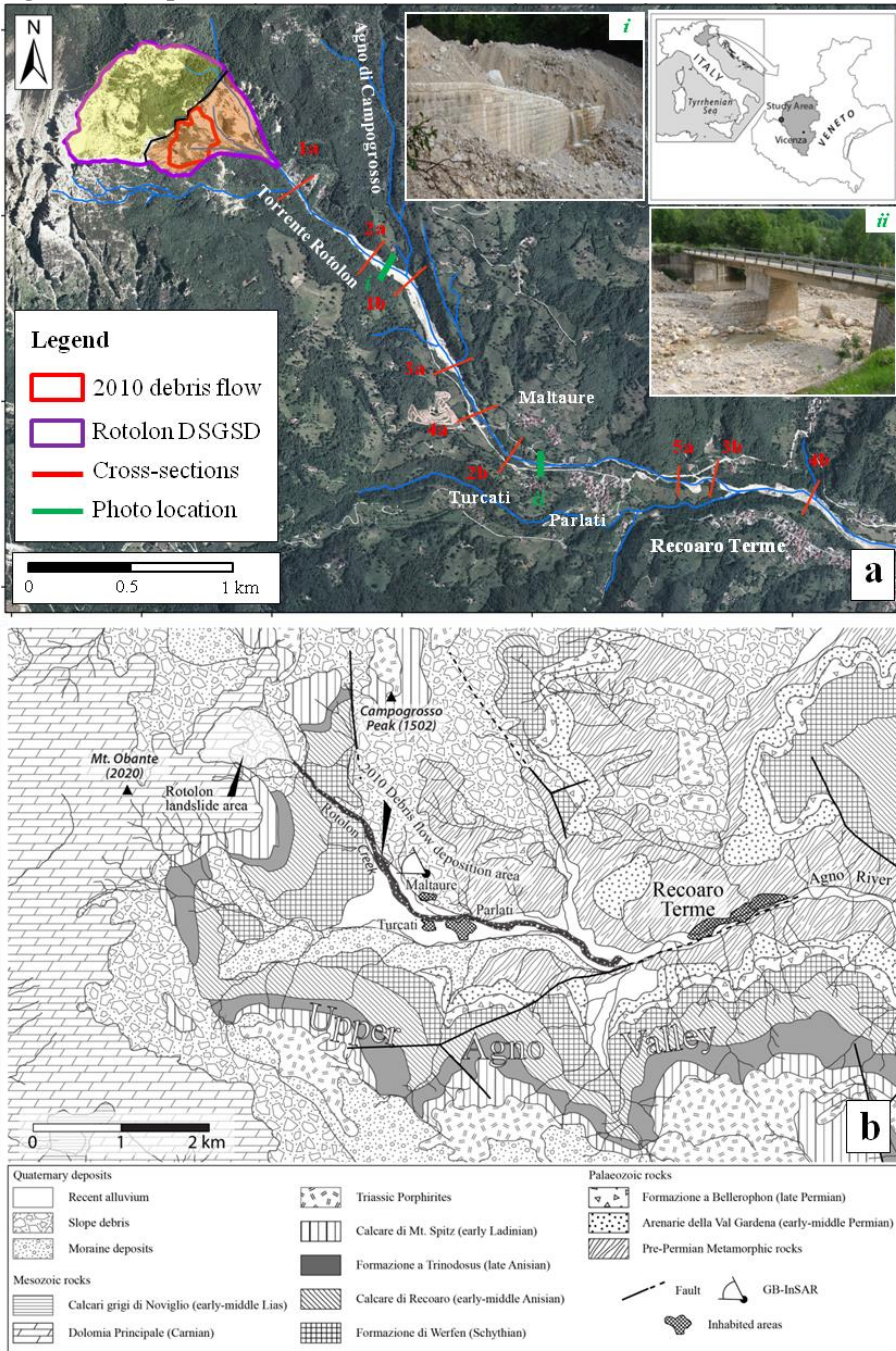 N
i
ITALY
Tyrrhenian
Sea
Study Area
Vicenza
VENETO
Agno di Campogrosso
1a
Torrente Rotolon
2a
i
1b
3a
Maltaure
4a
2b
Turcati
ii
Parlati
5a
3b
4b
Recoaro Terme
ii
Legend
2010 debris flow
Rotolon DSGSD
Cross-sections
Photo location
0 0.5 1 km
a
Campogrosso
Peak (1502)
Mt. Obante
(2020)
Rotolon
landslide area
Rotolon Creek
2010 Debris flow deposition area
Maltaure
Turcati
Parlati
Recoaro
Terme
Agno River
Upper Agno Valley
0 1 2 km
b
Quaternary deposits
Recent alluvium
Slope debris
Moraine deposits
Mesozoic rocks
Calcari grigi di Noviglio (early-middle Lias)
Dolomia Principale (Carnian)
Triassic Porphirites
Calcare di Mt. Spitz (early Ladinian)
Formazione a Trinodosus (late Anisian)
Calcare di Recoaro (early-middle Anisian)
Formazione di Werfen (Schythian)
Palaeozoic rocks
Formazione a Bellerophon (late Permian)
Arenarie della Val Gardena (early-middle Permian)
Pre-Permian Metamorphic rocks
Fault
GB-InSAR
Inhabited areas